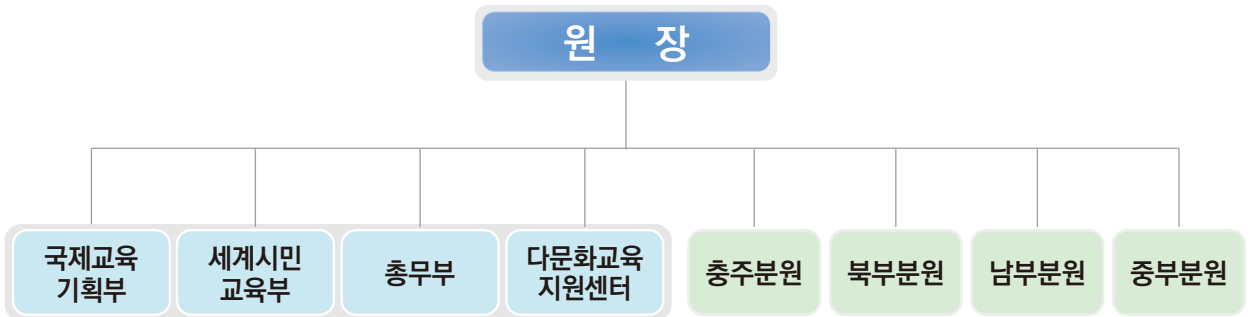 원 장
국제교육
기획부
세계시민
교육부
총무부
다문화교육
지원센터
충주분원
북부분원
남부분원
중부분원